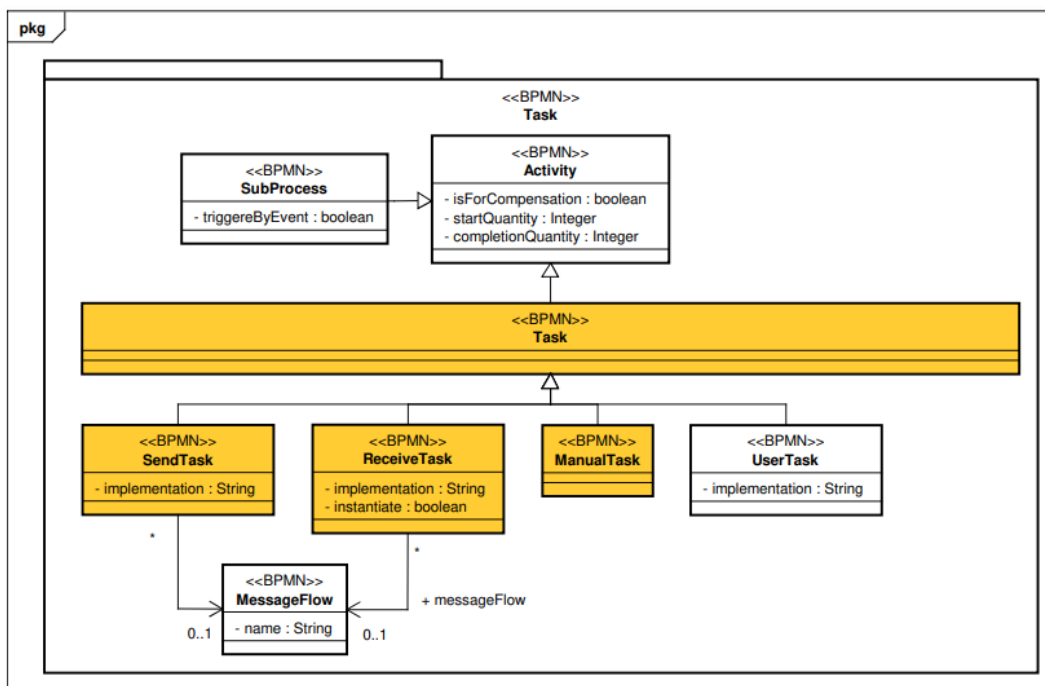 pkg
<<BPMN>>
Task
<<BPMN>>
SubProcess
- triggereByEvent : boolean
<<BPMN>>
Activity
- isForCompensation : boolean
- startQuantity : Integer
- completionQuantity : Integer
<<BPMN>>
Task
<<BPMN>>
SendTask
- implementation : String
<<BPMN>>
ReceiveTask
- implementation : String
- instantiate : boolean
<<BPMN>>
ManualTask
<<BPMN>>
UserTask
- implementation : String
*
*
<<BPMN>>
MessageFlow
- name : String
+ messageFlow
0..1
0..1